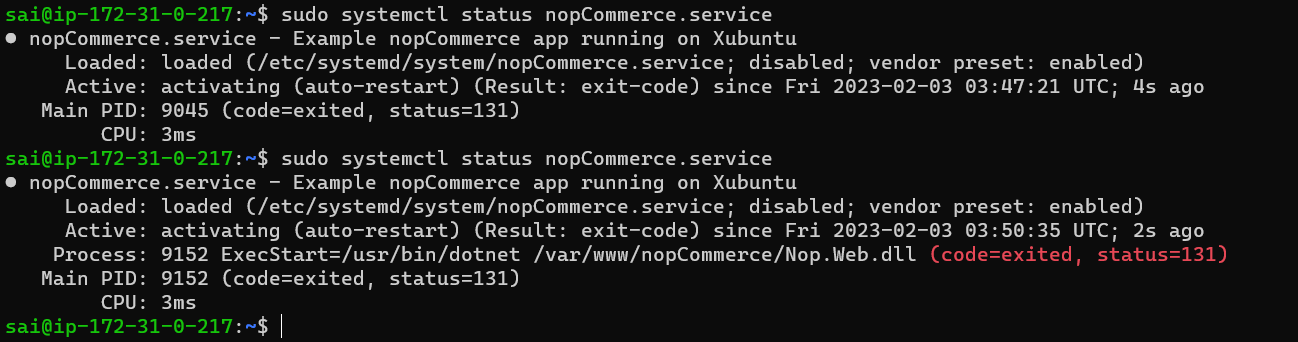 sai@ip-172-31-0-217:~$ sudo systemctl status nopCommerce.service
● nopCommerce.service - Example nopCommerce app running on Xubuntu
     Loaded: loaded (/etc/systemd/system/nopCommerce.service; disabled; vendor preset: enabled)
     Active: activating (auto-restart) (Result: exit-code) since Fri 2023-02-03 03:47:21 UTC; 4s ago
   Main PID: 9045 (code=exited, status=131)
        CPU: 3ms
sai@ip-172-31-0-217:~$ sudo systemctl status nopCommerce.service
● nopCommerce.service - Example nopCommerce app running on Xubuntu
     Loaded: loaded (/etc/systemd/system/nopCommerce.service; disabled; vendor preset: enabled)
     Active: activating (auto-restart) (Result: exit-code) since Fri 2023-02-03 03:50:35 UTC; 2s ago
    Process: 9152 ExecStart=/usr/bin/dotnet /var/www/nopCommerce/Nop.Web.dll (code=exited, status=131)
   Main PID: 9152 (code=exited, status=131)
        CPU: 3ms
sai@ip-172-31-0-217:~$